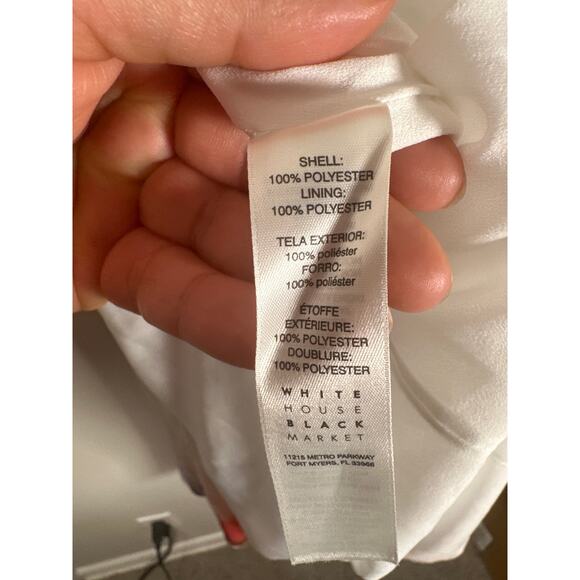 SHELL:
100% POLYESTER
LINING:
100% POLYESTER
TELA EXTERIOR:
100% poliéster
FORRO:
100% poliéster
ÉTOFFE
EXTÉRIEURE:
100% POLYESTER
DOUBLURE:
100% POLYESTER
WHITE
HOUSE
BLACK
MARKET
11215 METRO PARKWAY
FORT MYERS, FL 33966